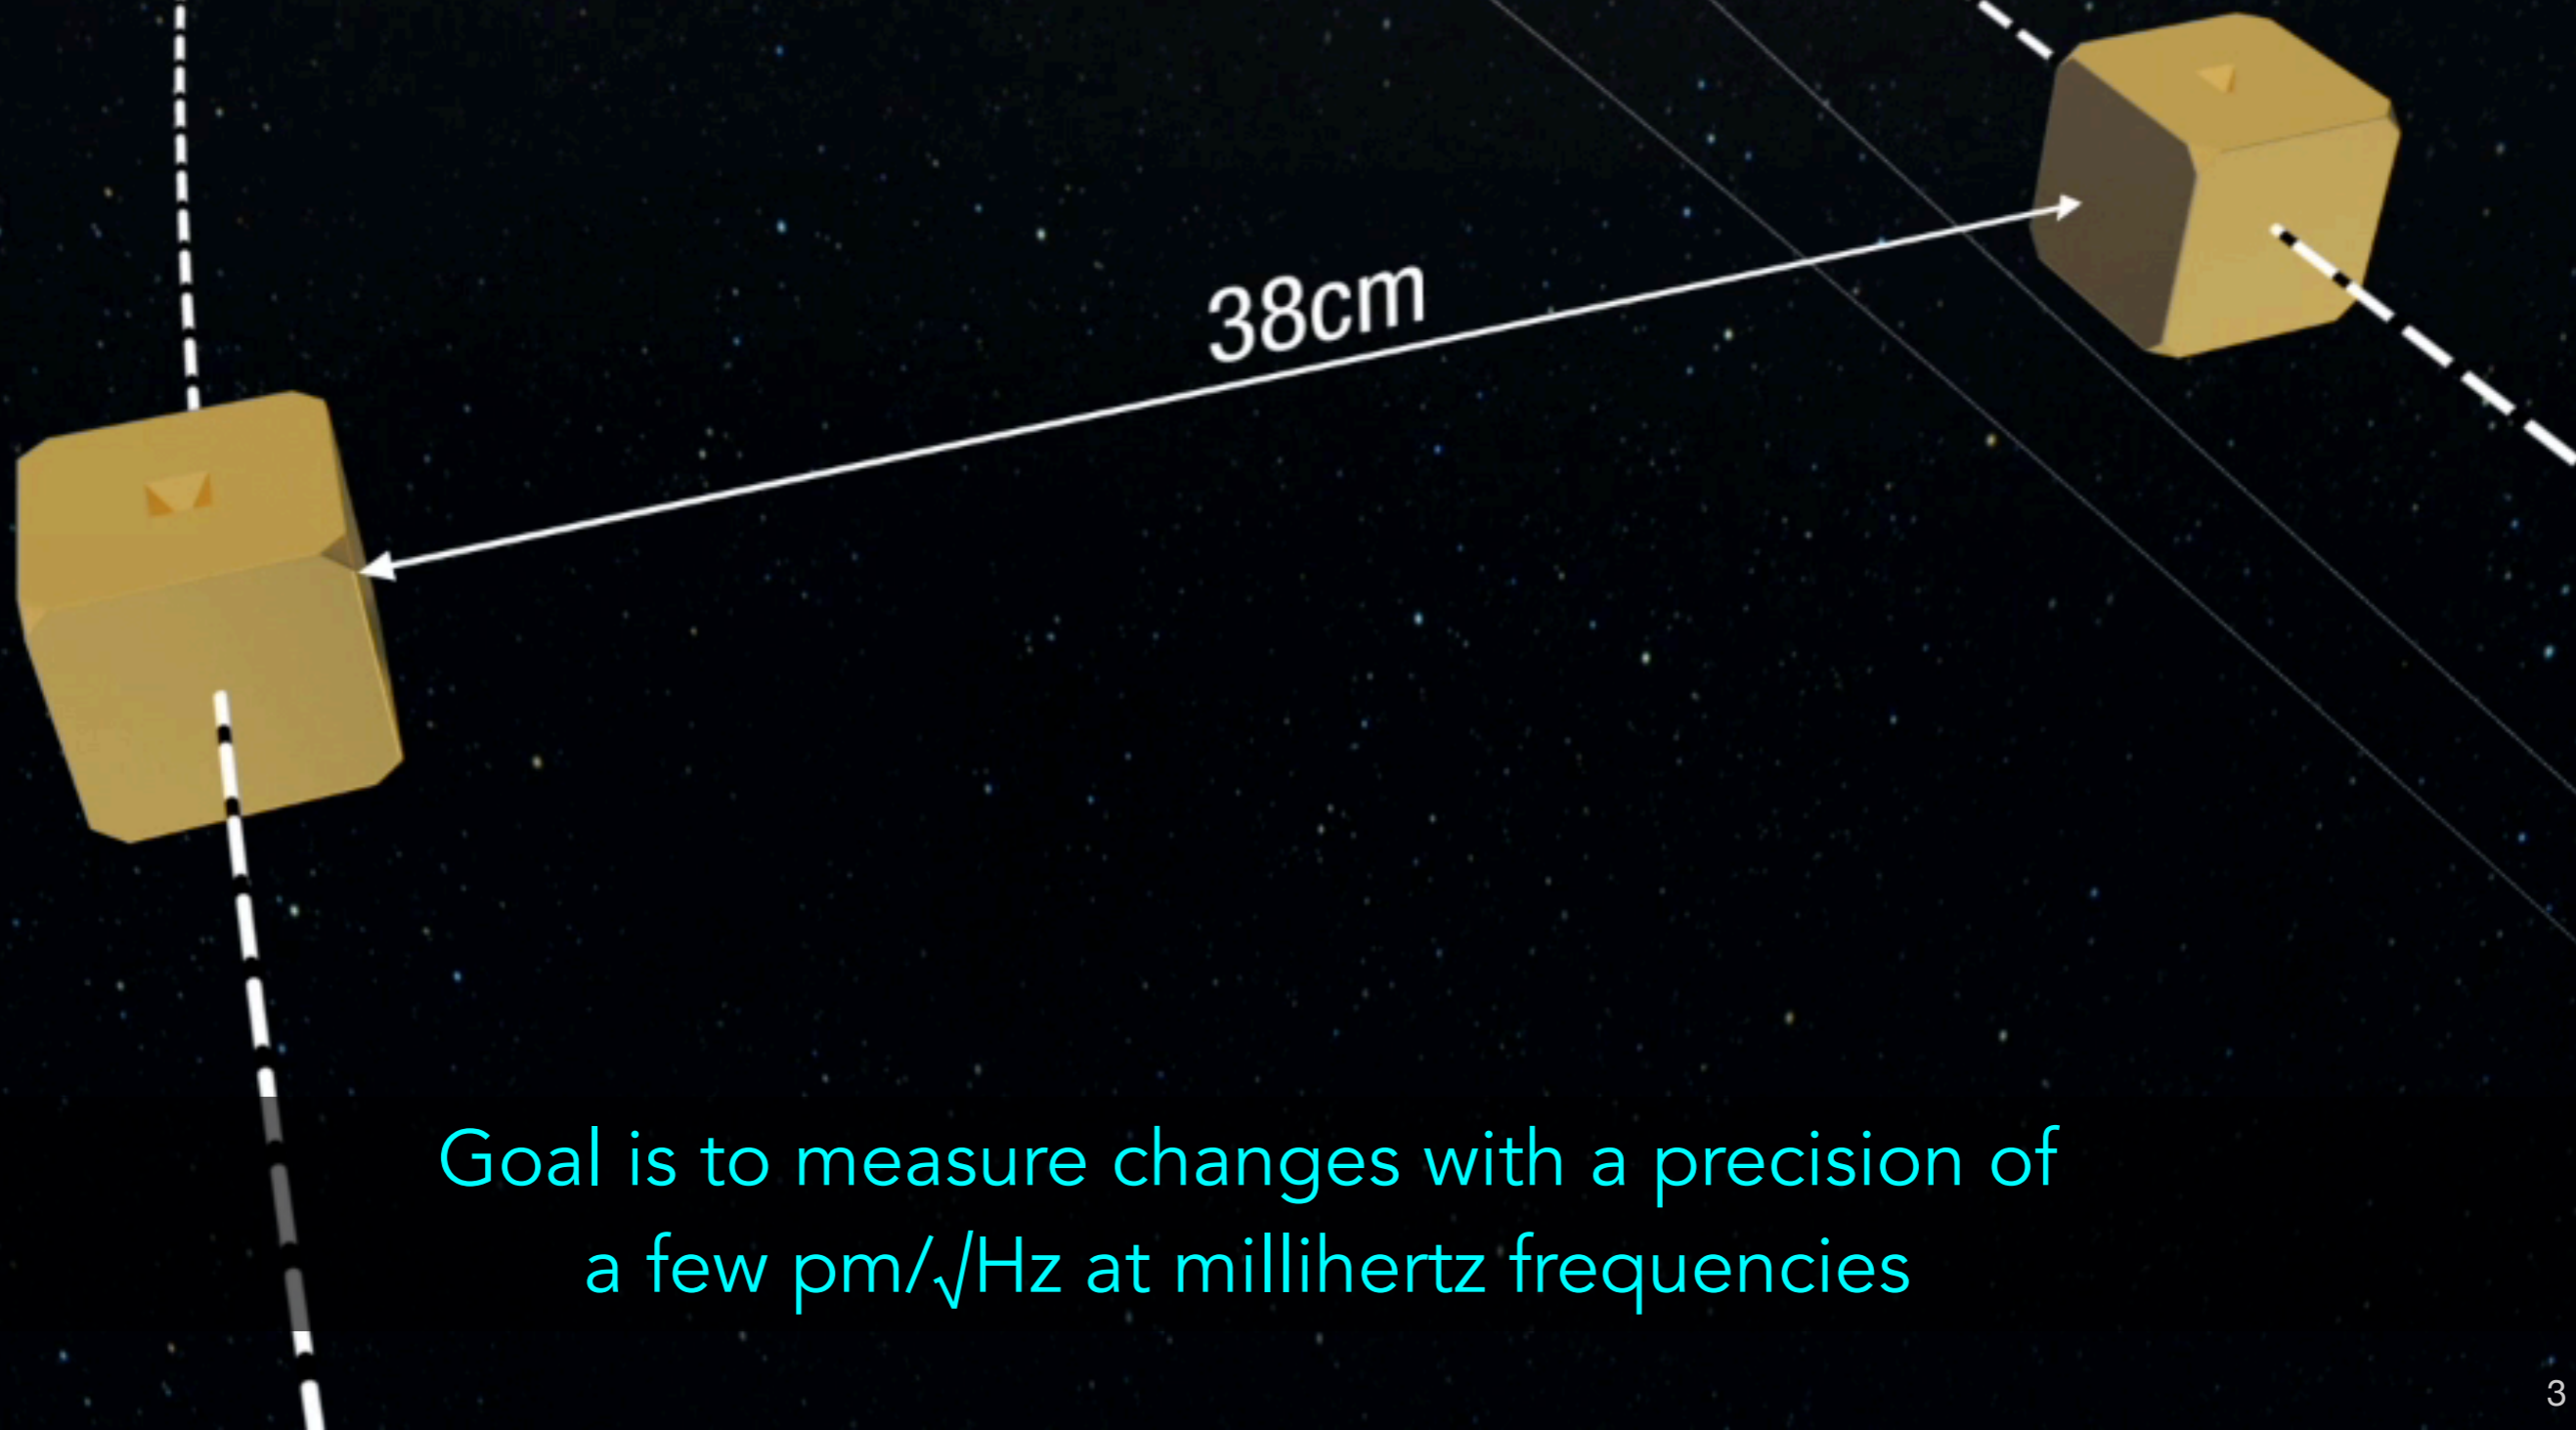 38cm
Goal is to measure changes with a precision of
a few pm/√Hz at millihertz frequencies
3